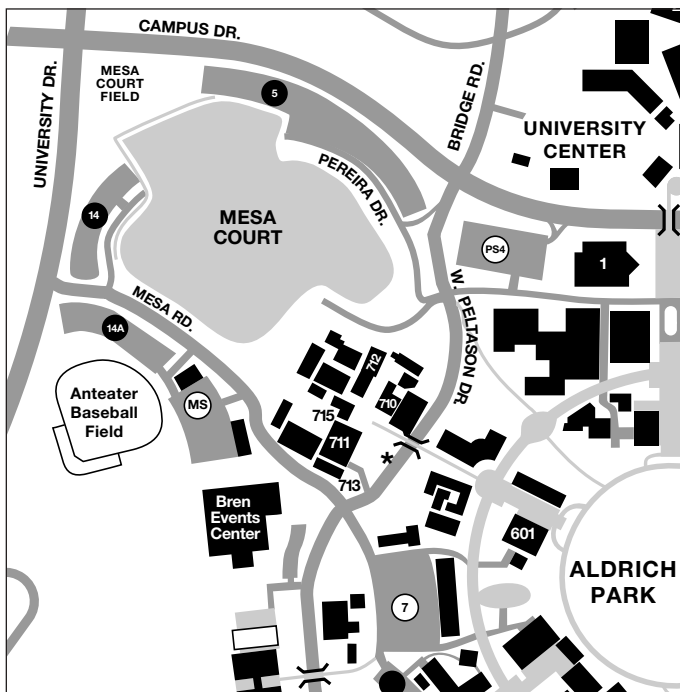 CAMPUS DR.
UNIVERSITY DR.
MESA
COURT
FIELD
5
BRIDGE RD.
UNIVERSITY
CENTER
PEREIRA DR.
14
MESA
COURT
PS4
1
W. PELTASON DR.
MESA RD.
14A
712
Anteater
Baseball
Field
MS
710
715
711
*
713
Bren
Events
Center
601
ALDRICH
PARK
7